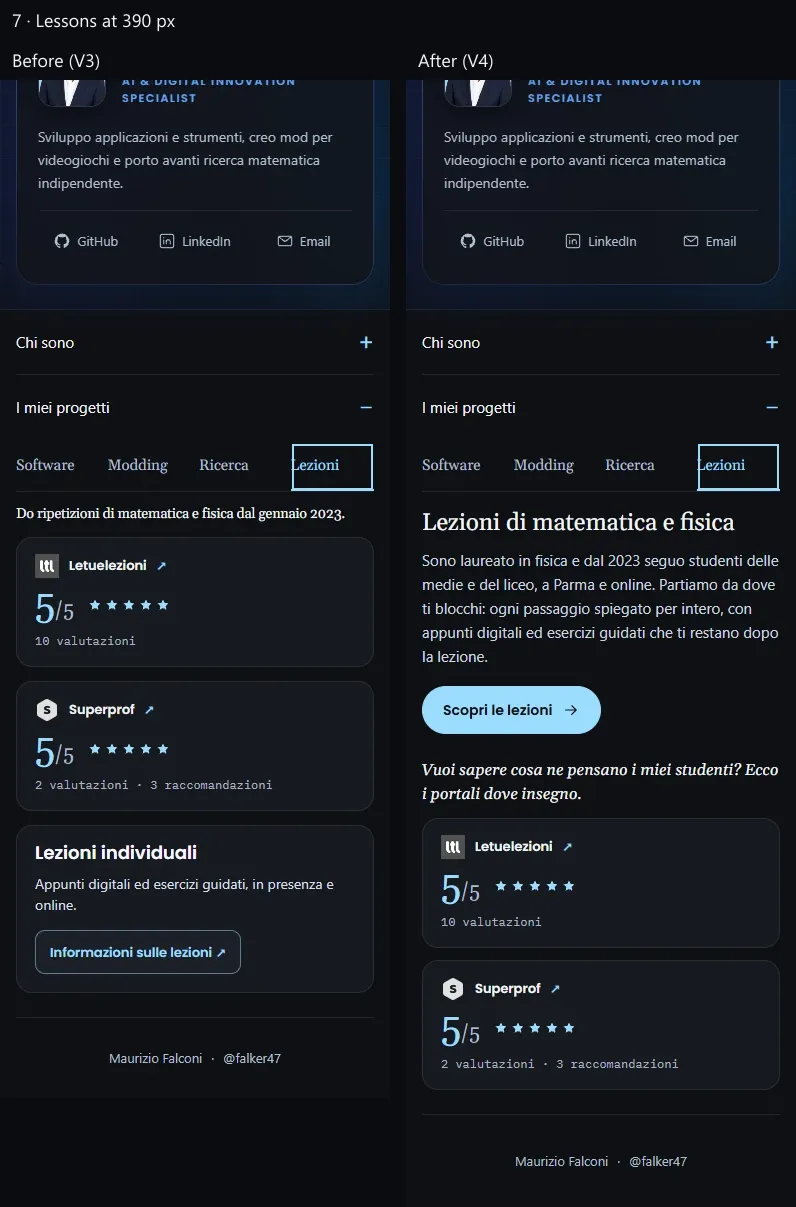 7 · Lessons at 390 px
Before (V3)
AI & DIGITAL INNOVATION
SPECIALIST
Sviluppo applicazioni e strumenti, creo mod per
videogiochi e porto avanti ricerca matematica
indipendente.
GitHub LinkedIn Email
Chi sono +
I miei progetti −
Software Modding Ricerca Lezioni
Do ripetizioni di matematica e fisica dal gennaio 2023.
Letuelezioni ↗
5/5 ★ ★ ★ ★ ★
10 valutazioni
S Superprof ↗
5/5 ★ ★ ★ ★ ★
2 valutazioni · 3 raccomandazioni
Lezioni individuali
Appunti digitali ed esercizi guidati, in presenza e
online.
Informazioni sulle lezioni ↗
Maurizio Falconi · @falker47
After (V4)
AI & DIGITAL INNOVATION
SPECIALIST
Sviluppo applicazioni e strumenti, creo mod per
videogiochi e porto avanti ricerca matematica
indipendente.
GitHub LinkedIn Email
Chi sono +
I miei progetti −
Software Modding Ricerca Lezioni
Lezioni di matematica e fisica
Sono laureato in fisica e dal 2023 seguo studenti delle
medie e del liceo, a Parma e online. Partiamo da dove
ti blocchi: ogni passaggio spiegato per intero, con
appunti digitali ed esercizi guidati che ti restano dopo
la lezione.
Scopri le lezioni →
Vuoi sapere cosa ne pensano i miei studenti? Ecco
i portali dove insegno.
Letuelezioni ↗
5/5 ★ ★ ★ ★ ★
10 valutazioni
S Superprof ↗
5/5 ★ ★ ★ ★ ★
2 valutazioni · 3 raccomandazioni
Maurizio Falconi · @falker47